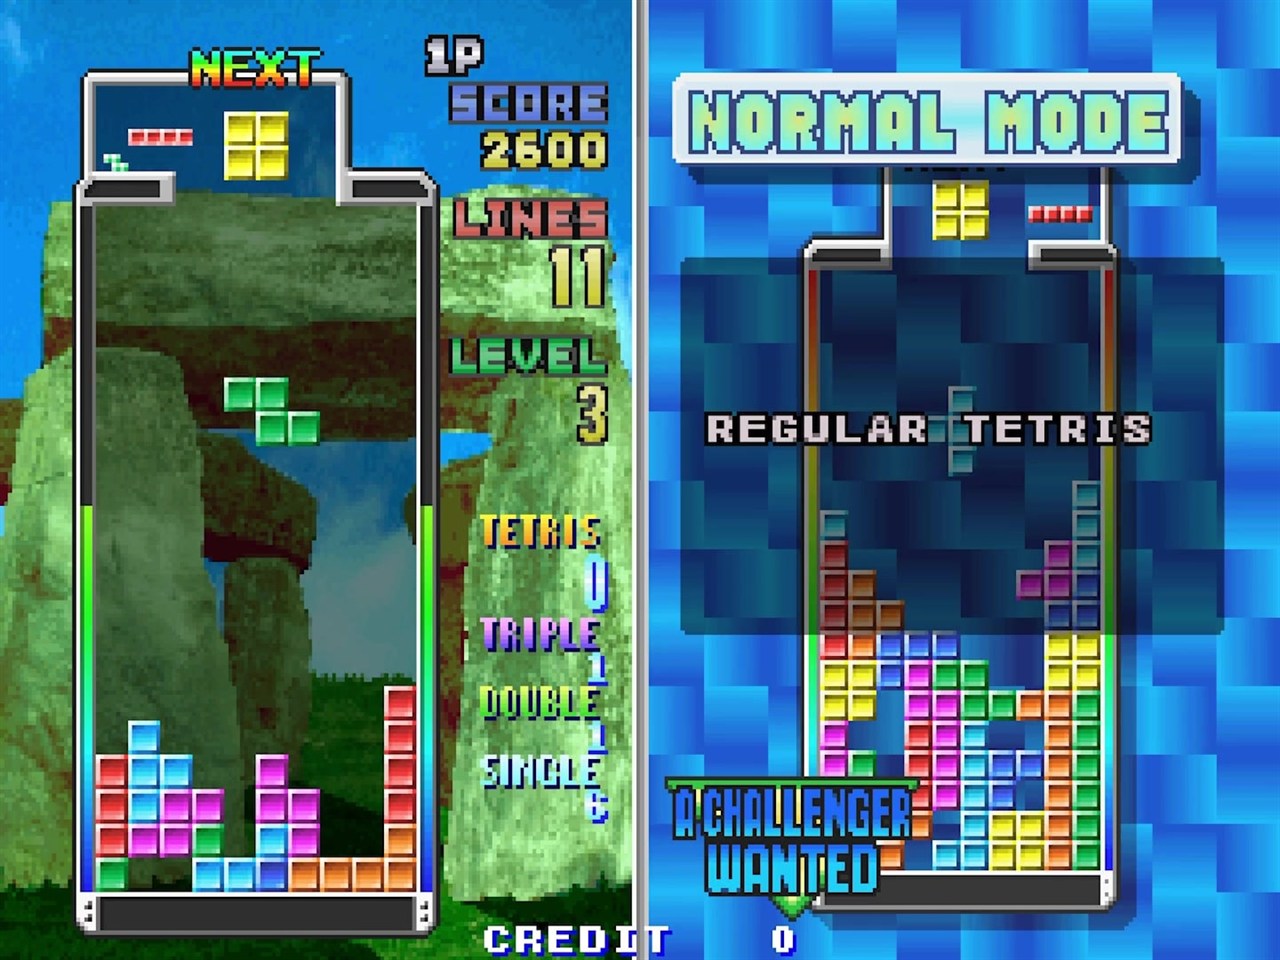 NEXT
1P
SCORE
2600
LINES
11
LEVEL
3
TETRIS
0
TRIPLE
1
DOUBLE
1
SINGLE
6
NORMAL MODE
REGULAR TETRIS
A CHALLENGER
WANTED
CREDIT 0